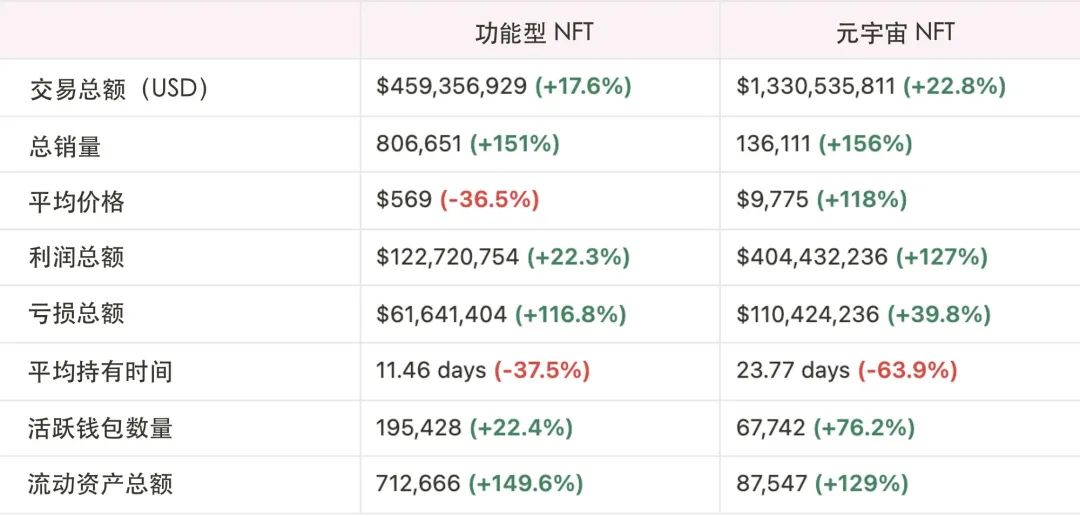 功能型 NFT 元宇宙 NFT
交易总额（USD） $459,356,929 (+17.6%) $1,330,535,811 (+22.8%)
总销量 806,651 (+151%) 136,111 (+156%)
平均价格 $569 (-36.5%) $9,775 (+118%)
利润总额 $122,720,754 (+22.3%) $404,432,236 (+127%)
亏损总额 $61,641,404 (+116.8%) $110,424,236 (+39.8%)
平均持有时间 11.46 days (-37.5%) 23.77 days (-63.9%)
活跃钱包数量 195,428 (+22.4%) 67,742 (+76.2%)
流动资产总额 712,666 (+149.6%) 87,547 (+129%)